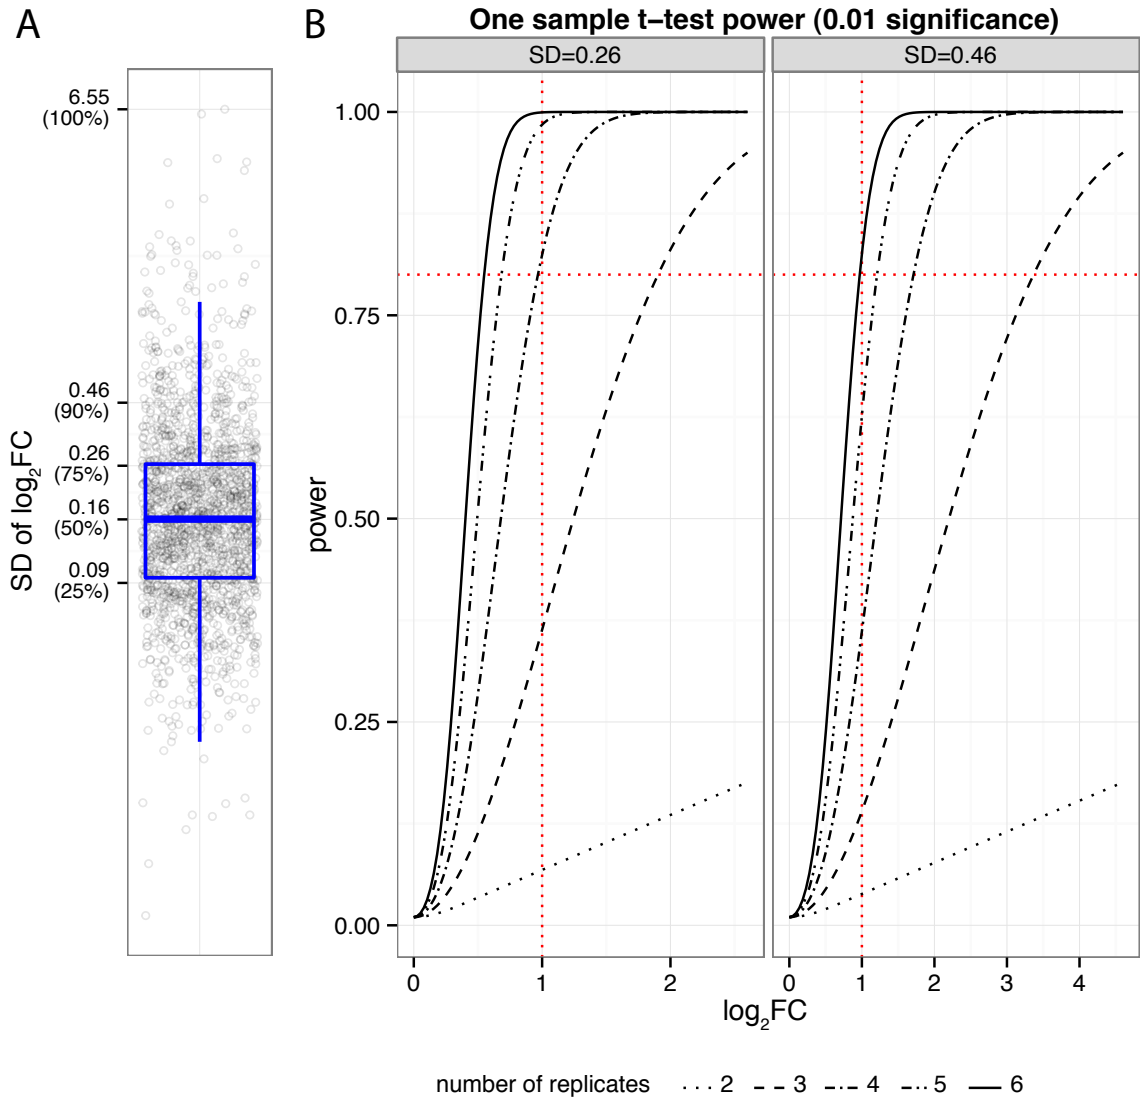 A
B
One sample t−test power (0.01 significance)
SD=0.26
SD=0.46
SD of log2FC
6.55
(100%)
0.46
(90%)
0.26
(75%)
0.16
(50%)
0.09
(25%)
power
1.00
0.75
0.50
0.25
0.00
0 1 2
0 1 2 3 4
log2FC
number of replicates 2 3 4 5 6